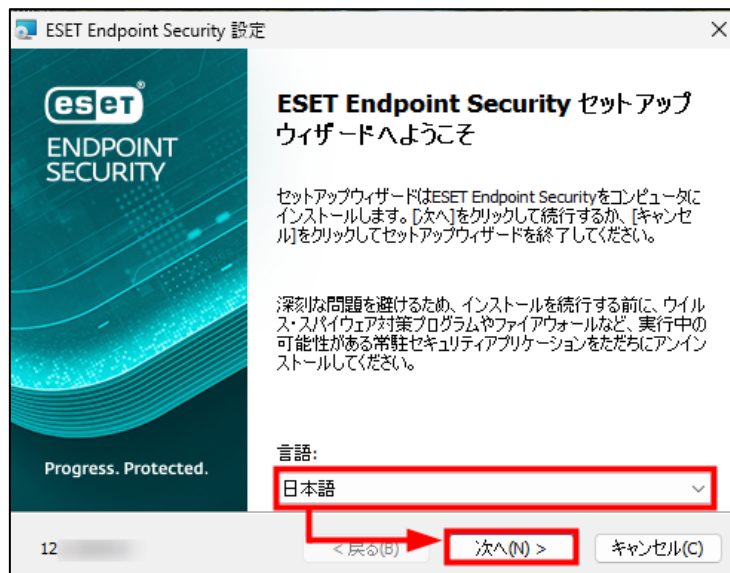 ESET Endpoint Security 設定
eseT®
ENDPOINT
SECURITY
ESET Endpoint Security セットアップ
ウィザードへようこそ
セットアップウィザードはESET Endpoint Securityをコンピュータに
インストールします。[次へ]をクリックして続行するか、[キャンセ
ル]をクリックしてセットアップウィザードを終了してください。
深刻な問題を避けるため、インストールを続行する前に、ウイル
ス・スパイウェア対策プログラムやファイアウォールなど、実行中の
可能性がある常駐セキュリティアプリケーションをただちにアンイン
ストールしてください。
Progress. Protected.
言語:
日本語
12
< 戻る(B)
次へ(N) >
キャンセル(C)